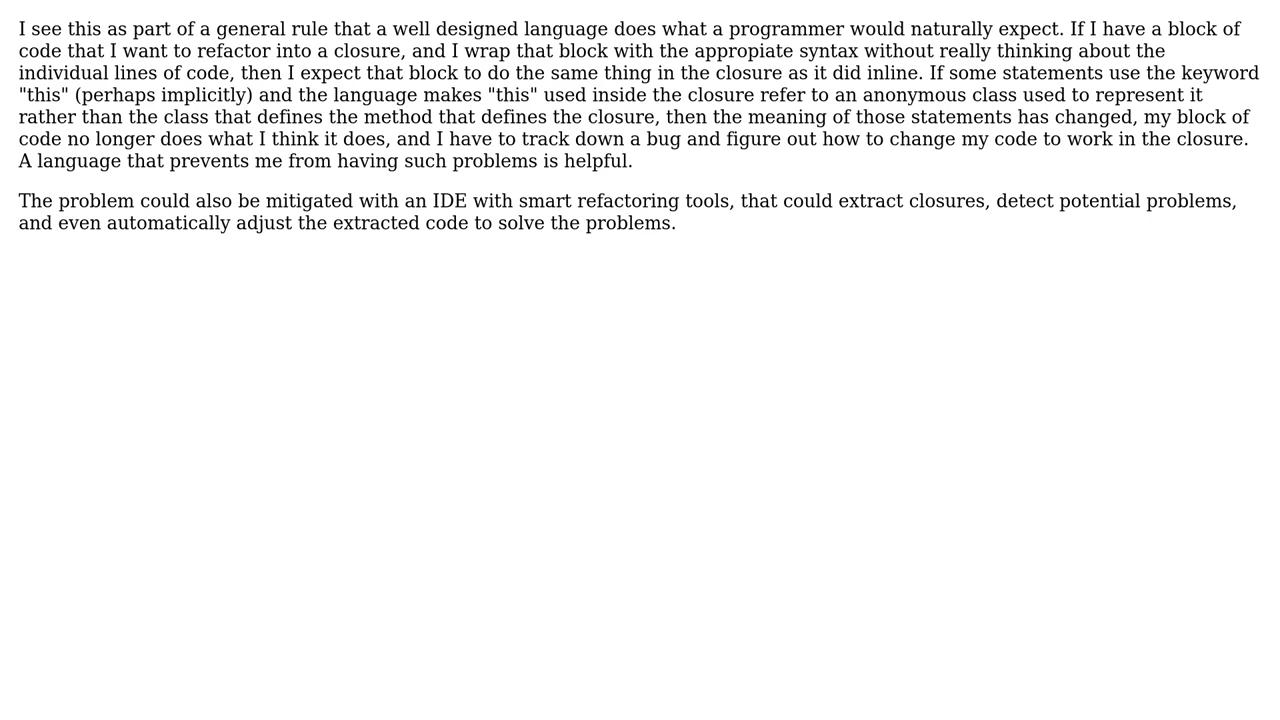 I see this as part of a general rule that a well designed language does what a programmer would naturally expect. If I have a block of
code that I want to refactor into a closure, and I wrap that block with the appropiate syntax without really thinking about the
individual lines of code, then I expect that block to do the same thing in the closure as it did inline. If some statements use the keyword
"this" (perhaps implicitly) and the language makes "this" used inside the closure refer to an anonymous class used to represent it
rather than the class that defines the method that defines the closure, then the meaning of those statements has changed, my block of
code no longer does what I think it does, and I have to track down a bug and figure out how to change my code to work in the closure.
A language that prevents me from having such problems is helpful.
The problem could also be mitigated with an IDE with smart refactoring tools, that could extract closures, detect potential problems,
and even automatically adjust the extracted code to solve the problems.